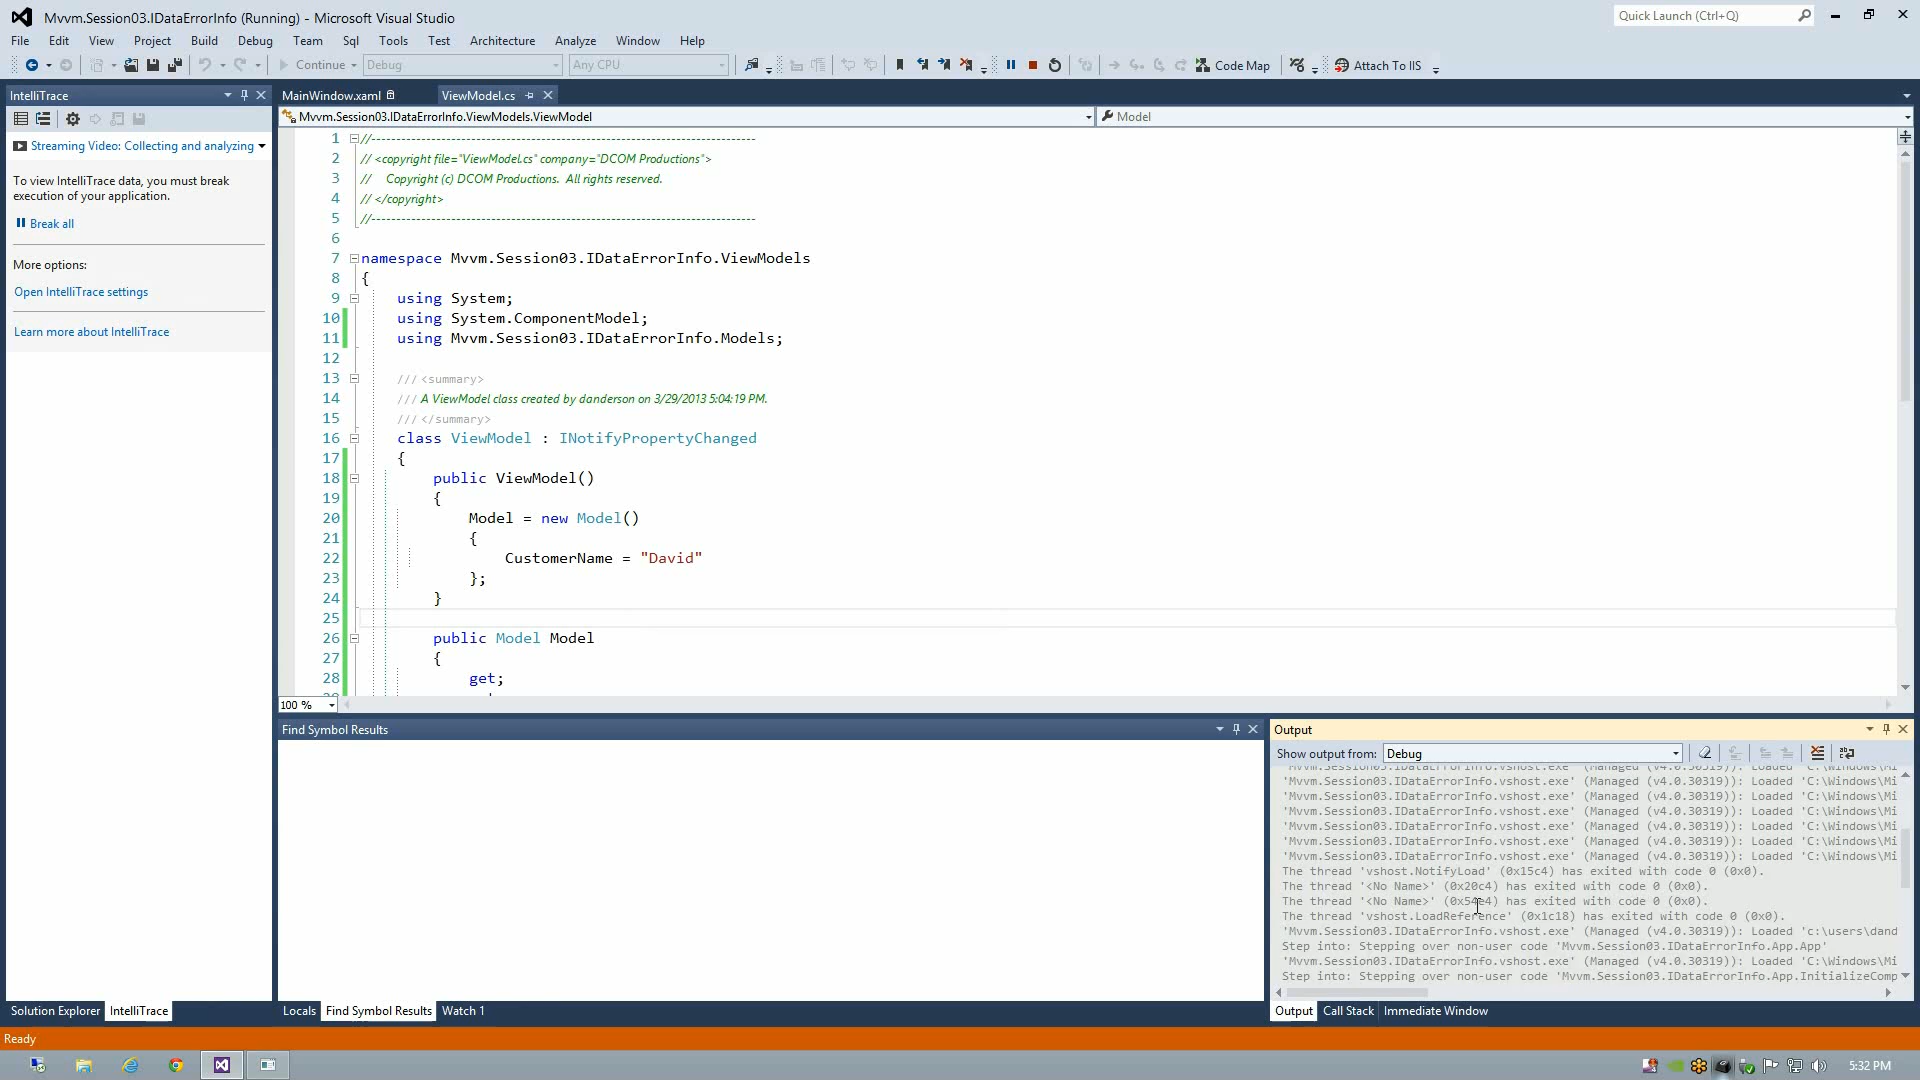 Mvvm.Session03.IDataErrorInfo (Running) - Microsoft Visual Studio
Quick Launch (Ctrl+Q)
File Edit View Project Build Debug Team Sql Tools Test Architecture Analyze Window Help
Continue Debug Any CPU Code Map Attach To IIS
IntelliTrace
Streaming Video: Collecting and analyzing
To view IntelliTrace data, you must break
execution of your application.
Break all
More options:
Open IntelliTrace settings
Learn more about IntelliTrace
MainWindow.xaml ViewModel.cs
Mvvm.Session03.IDataErrorInfo.ViewModels.ViewModel Model
1 //-----------------------------------------------------------------------------
2 // <copyright file="ViewModel.cs" company="DCOM Productions">
3 //     Copyright (c) DCOM Productions.  All rights reserved.
4 // </copyright>
5 //-----------------------------------------------------------------------------
6
7 namespace Mvvm.Session03.IDataErrorInfo.ViewModels
8 {
9     using System;
10     using System.ComponentModel;
11     using Mvvm.Session03.IDataErrorInfo.Models;
12
13     /// <summary>
14     /// A ViewModel class created by danderson on 3/29/2013 5:04:19 PM.
15     /// </summary>
16     class ViewModel : INotifyPropertyChanged
17     {
18         public ViewModel()
19         {
20             Model = new Model()
21             {
22                 CustomerName = "David"
23             };
24         }
25
26         public Model Model
27         {
28             get;
100 %
Find Symbol Results
Output
Show output from: Debug
'Mvvm.Session03.IDataErrorInfo.vshost.exe' (Managed (v4.0.30319)): Loaded 'C:\Windows\Mi
'Mvvm.Session03.IDataErrorInfo.vshost.exe' (Managed (v4.0.30319)): Loaded 'C:\Windows\Mi
'Mvvm.Session03.IDataErrorInfo.vshost.exe' (Managed (v4.0.30319)): Loaded 'C:\Windows\Mi
'Mvvm.Session03.IDataErrorInfo.vshost.exe' (Managed (v4.0.30319)): Loaded 'C:\Windows\Mi
'Mvvm.Session03.IDataErrorInfo.vshost.exe' (Managed (v4.0.30319)): Loaded 'C:\Windows\Mi
'Mvvm.Session03.IDataErrorInfo.vshost.exe' (Managed (v4.0.30319)): Loaded 'C:\Windows\Mi
'Mvvm.Session03.IDataErrorInfo.vshost.exe' (Managed (v4.0.30319)): Loaded 'C:\Windows\Mi
The thread 'vshost.NotifyLoad' (0x15c4) has exited with code 0 (0x0).
The thread '<No Name>' (0x20c4) has exited with code 0 (0x0).
The thread '<No Name>' (0x54e4) has exited with code 0 (0x0).
The thread 'vshost.LoadReference' (0x1c18) has exited with code 0 (0x0).
'Mvvm.Session03.IDataErrorInfo.vshost.exe' (Managed (v4.0.30319)): Loaded 'c:\users\dand
Step into: Stepping over non-user code 'Mvvm.Session03.IDataErrorInfo.App.App'
'Mvvm.Session03.IDataErrorInfo.vshost.exe' (Managed (v4.0.30319)): Loaded 'C:\Windows\Mi
Step into: Stepping over non-user code 'Mvvm.Session03.IDataErrorInfo.App.InitializeComp
Solution Explorer IntelliTrace
Locals Find Symbol Results Watch 1
Output Call Stack Immediate Window
Ready
5:32 PM